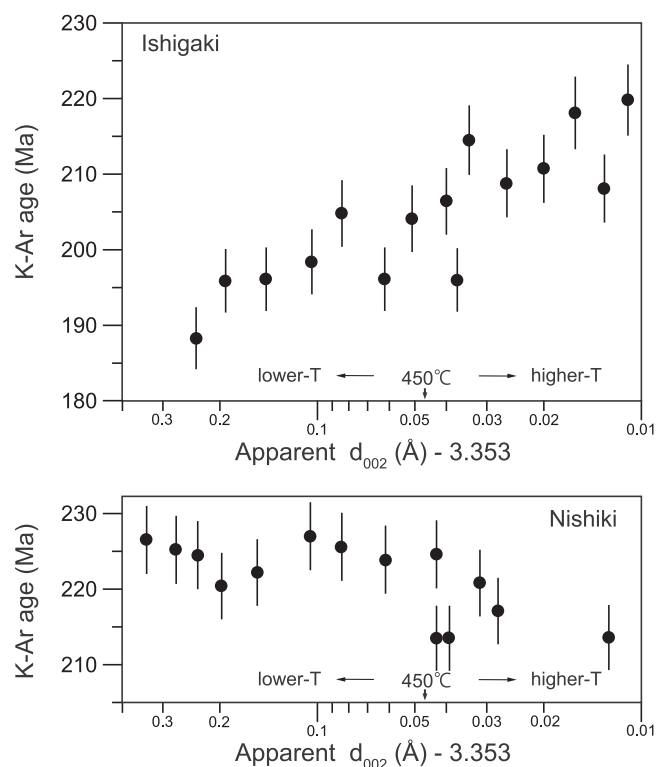 Ishigaki
K-Ar age (Ma)
230
220
210
200
190
180
lower-T
450℃
higher-T
0.3
0.2
0.1
0.05
0.03
0.02
0.01
Apparent d002 (Å) - 3.353
Nishiki
K-Ar age (Ma)
230
220
210
lower-T
450℃
higher-T
0.3
0.2
0.1
0.05
0.03
0.02
0.01
Apparent d002 (Å) - 3.353